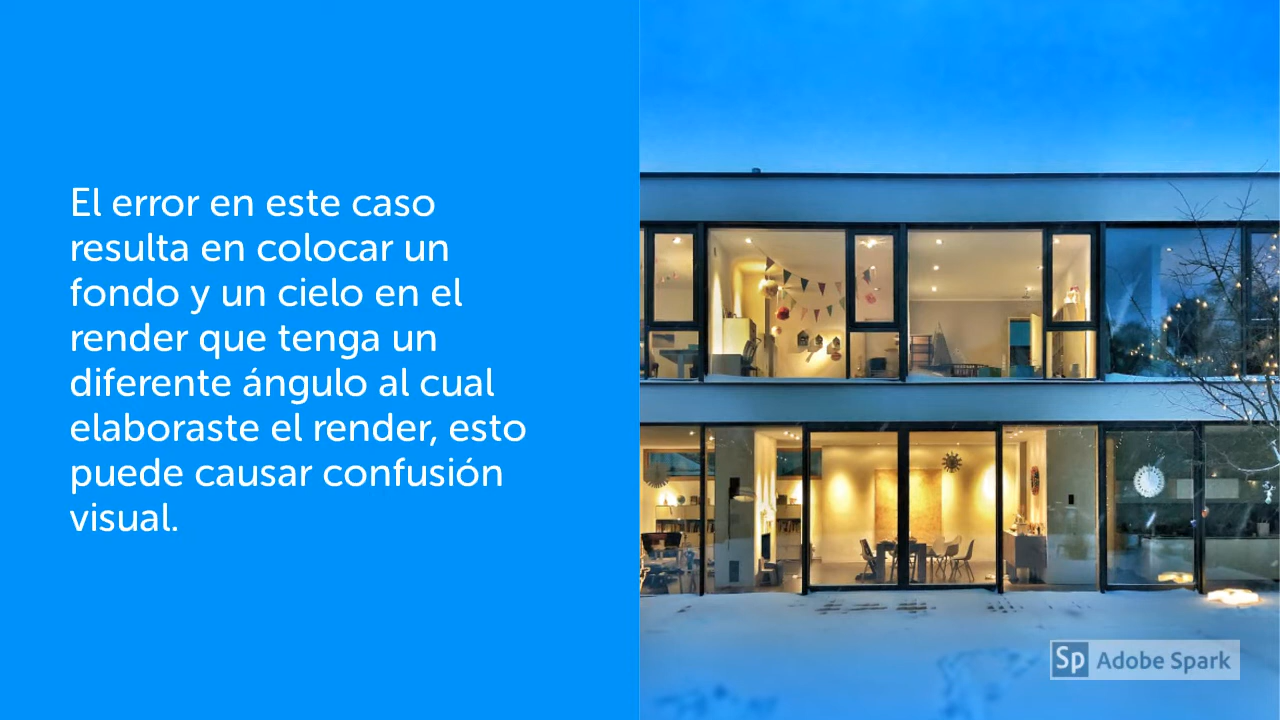 El error en este caso
resulta en colocar un
fondo y un cielo en el
render que tenga un
diferente ángulo al cual
elaboraste el render, esto
puede causar confusión
visual.
Sp Adobe Spark